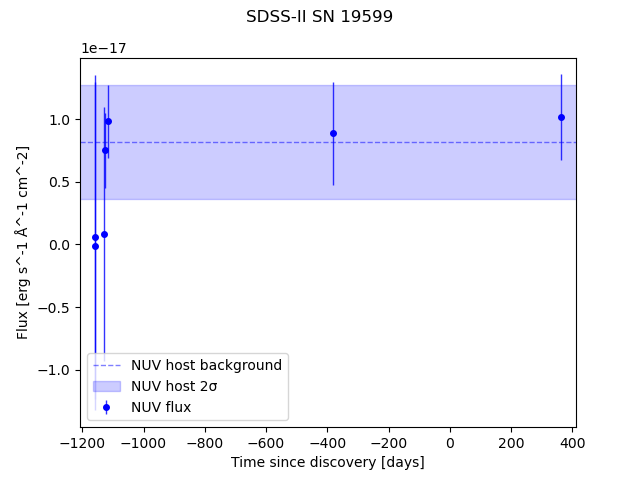 SDSS-II SN 19599
1e−17
1.0
0.5
0.0
−0.5
−1.0
Flux [erg s^-1 Å^-1 cm^-2]
NUV host background
NUV host 2σ
NUV flux
−1200 −1000 −800 −600 −400 −200 0 200 400
Time since discovery [days]